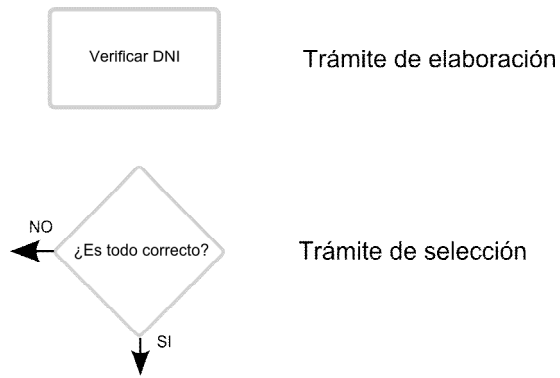 Verificar DNI
Trámite de elaboración
NO
¿Es todo correcto?
Trámite de selección
SI